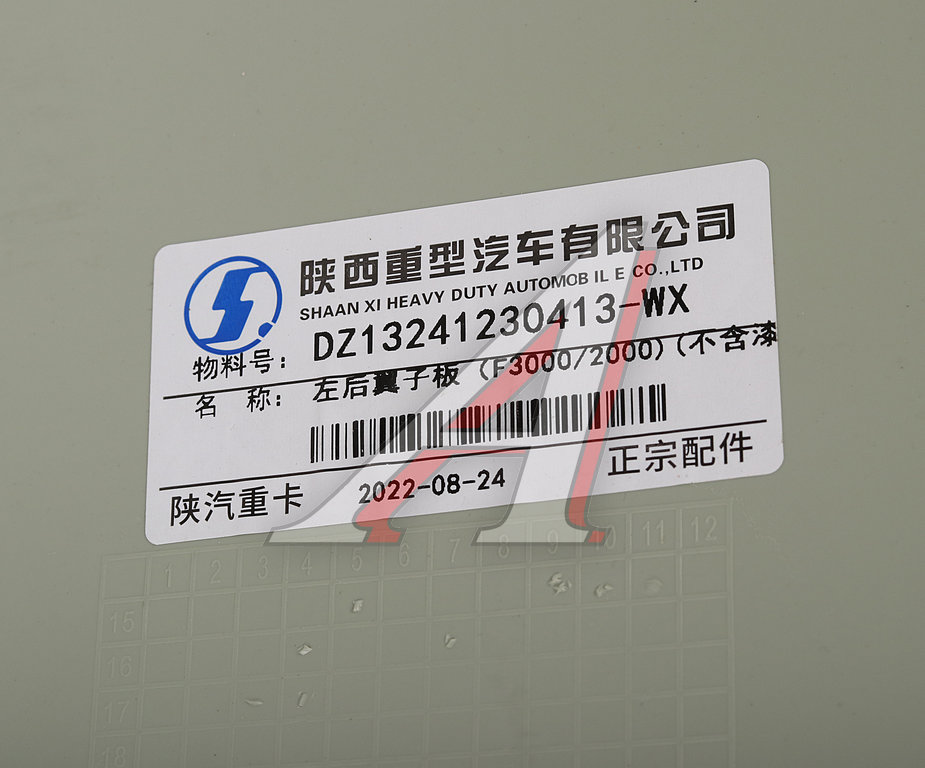 陕西重型汽车有限公司
SHAAN XI HEAVY DUTY AUTOMOB IL E CO.,LTD
物料号: DZ13241230413-WX
名 称: 左后翼子板 (F3000/2000)(不含漆
陕汽重卡 2022-08-24 正宗配件
1 2 3 4 5 6 7 8 9 10 11 12
15
16
17
18